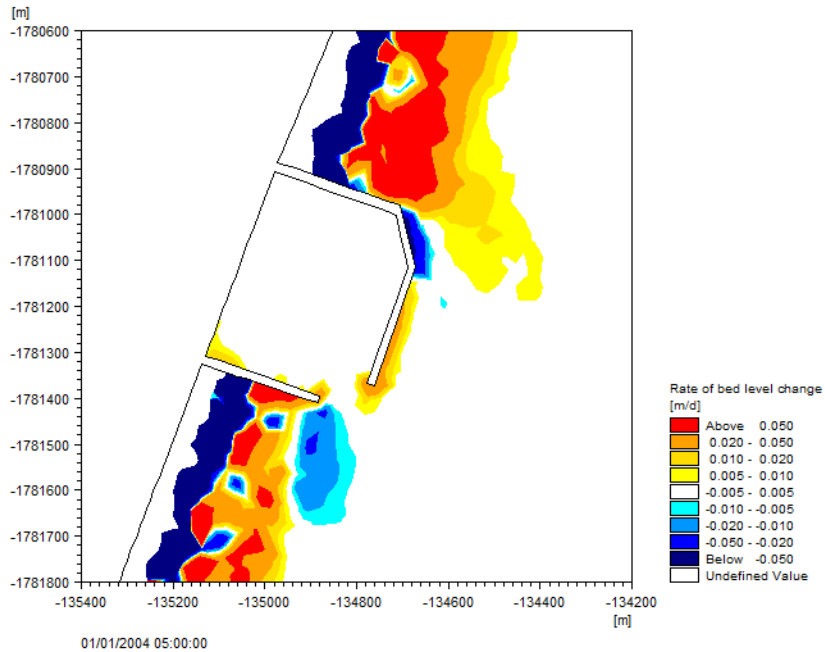 [m]
-1780600
-1780700
-1780800
-1780900
-1781000
-1781100
-1781200
-1781300
-1781400
-1781500
-1781600
-1781700
-1781800
-135400 -135200 -135000 -134800 -134600 -134400 -134200
[m]
01/01/2004 05:00:00
Rate of bed level change
[m/d]
Above 0.050
0.020 - 0.050
0.010 - 0.020
0.005 - 0.010
-0.005 - 0.005
-0.010 - -0.005
-0.020 - -0.010
-0.050 - -0.020
Below -0.050
Undefined Value